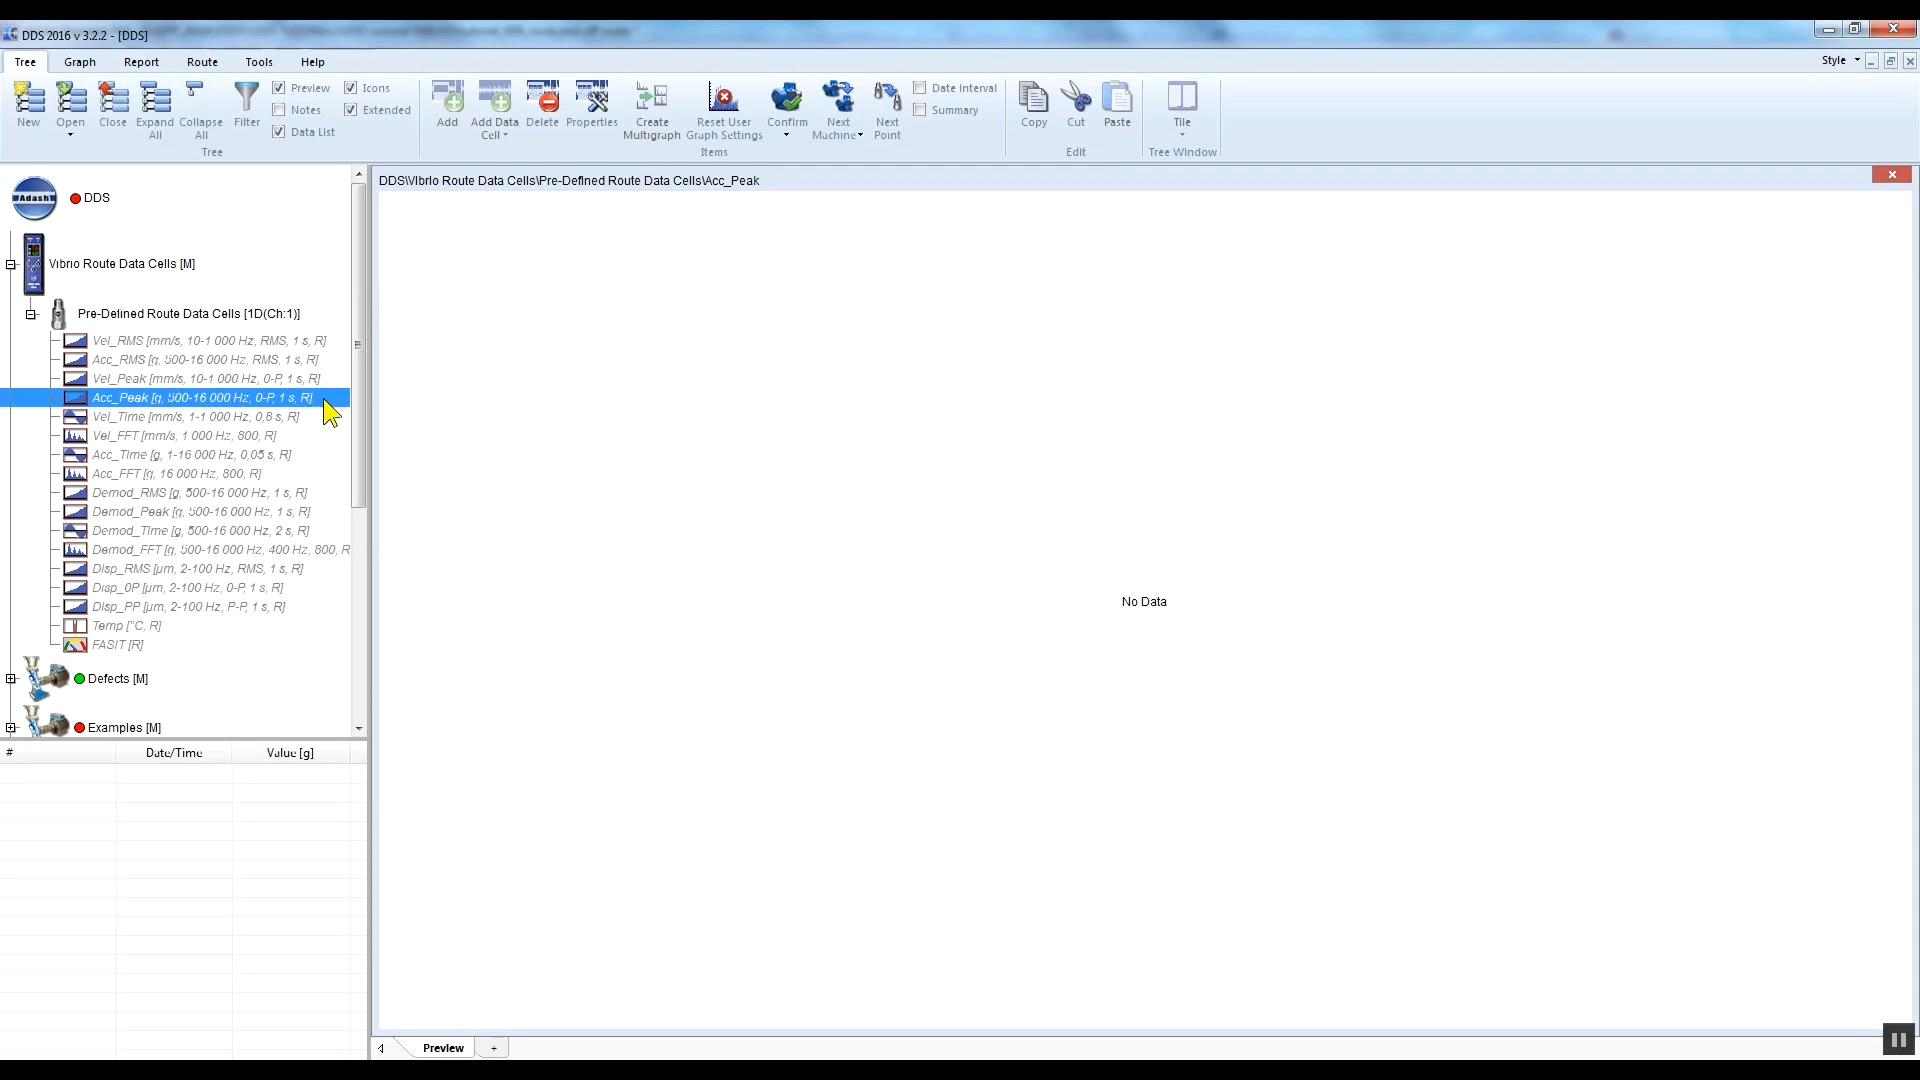 DDS 2016 v 3.2.2 - [DDS]
Tree Graph Report Route Tools Help Style
New Open Close Expand All Collapse All Filter
Preview Icons
Notes Extended
Data List
Tree
Add Add Data Cell Delete Properties Create Multigraph Reset User Graph Settings Confirm Next Machine Next Point
Date Interval
Summary
Items
Copy Cut Paste
Edit
Tile
Tree Window
DDS\Vibrio Route Data Cells\Pre-Defined Route Data Cells\Acc_Peak
Adash DDS
Vibrio Route Data Cells [M]
Pre-Defined Route Data Cells [1D(Ch:1)]
Vel_RMS [mm/s, 10-1 000 Hz, RMS, 1 s, R]
Acc_RMS [g, 500-16 000 Hz, RMS, 1 s, R]
Vel_Peak [mm/s, 10-1 000 Hz, 0-P, 1 s, R]
Acc_Peak [g, 500-16 000 Hz, 0-P, 1 s, R]
Vel_Time [mm/s, 1-1 000 Hz, 0,8 s, R]
Vel_FFT [mm/s, 1 000 Hz, 800, R]
Acc_Time [g, 1-16 000 Hz, 0,05 s, R]
Acc_FFT [g, 16 000 Hz, 800, R]
Demod_RMS [g, 500-16 000 Hz, 1 s, R]
Demod_Peak [g, 500-16 000 Hz, 1 s, R]
Demod_Time [g, 500-16 000 Hz, 2 s, R]
Demod_FFT [g, 500-16 000 Hz, 400 Hz, 800, R
Disp_RMS [µm, 2-100 Hz, RMS, 1 s, R]
Disp_0P [µm, 2-100 Hz, 0-P, 1 s, R]
Disp_PP [µm, 2-100 Hz, P-P, 1 s, R]
Temp [°C, R]
FASIT [R]
Defects [M]
Examples [M]
# Date/Time Value [g]
No Data
Preview +